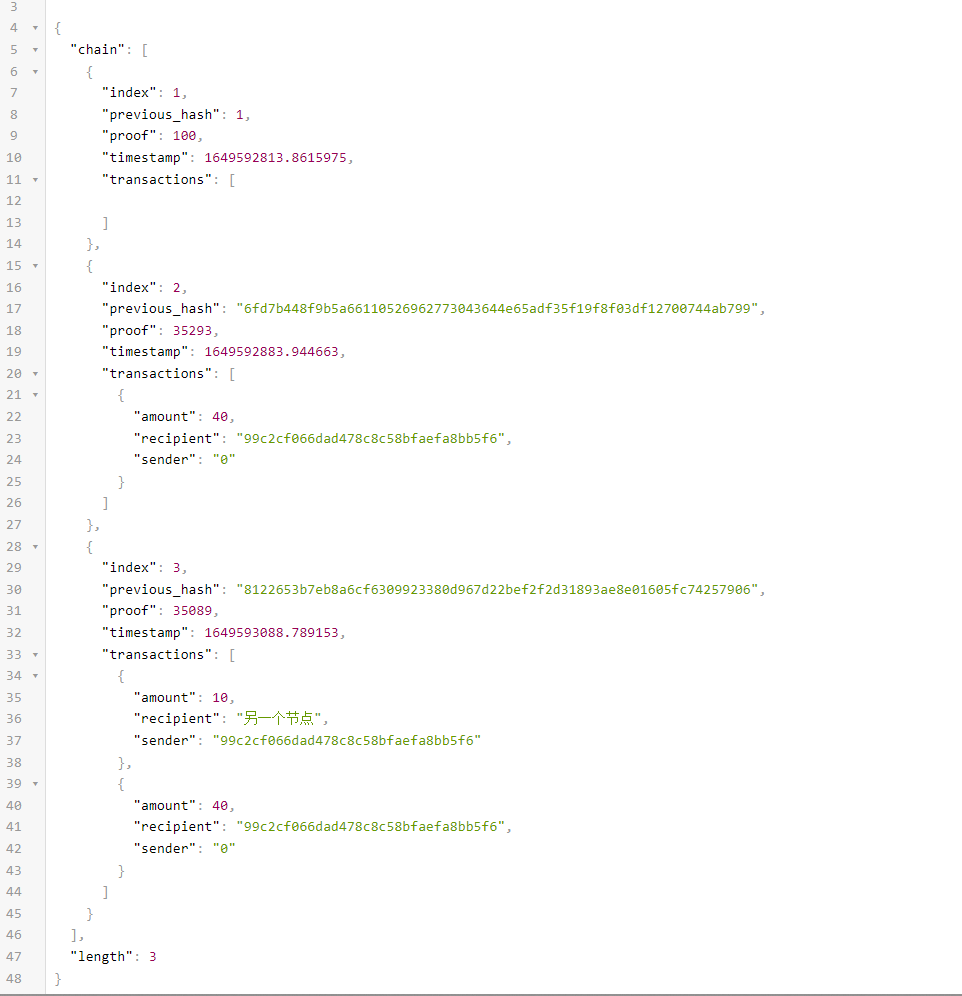 3
4 {
5 "chain": [
6 {
7 "index": 1,
8 "previous_hash": 1,
9 "proof": 100,
10 "timestamp": 1649592813.8615975,
11 "transactions": [
12
13 ]
14 },
15 {
16 "index": 2,
17 "previous_hash": "6fd7b448f9b5a66110526962773043644e65adf35f19f8f03df12700744ab799",
18 "proof": 35293,
19 "timestamp": 1649592883.944663,
20 "transactions": [
21 {
22 "amount": 40,
23 "recipient": "99c2cf066dad478c8c58bfaefa8bb5f6",
24 "sender": "0"
25 }
26 ]
27 },
28 {
29 "index": 3,
30 "previous_hash": "8122653b7eb8a6cf6309923380d967d22bef2f2d31893ae8e01605fc74257906",
31 "proof": 35089,
32 "timestamp": 1649593088.789153,
33 "transactions": [
34 {
35 "amount": 10,
36 "recipient": "另一个节点",
37 "sender": "99c2cf066dad478c8c58bfaefa8bb5f6"
38 },
39 {
40 "amount": 40,
41 "recipient": "99c2cf066dad478c8c58bfaefa8bb5f6",
42 "sender": "0"
43 }
44 ]
45 }
46 ],
47 "length": 3
48 }